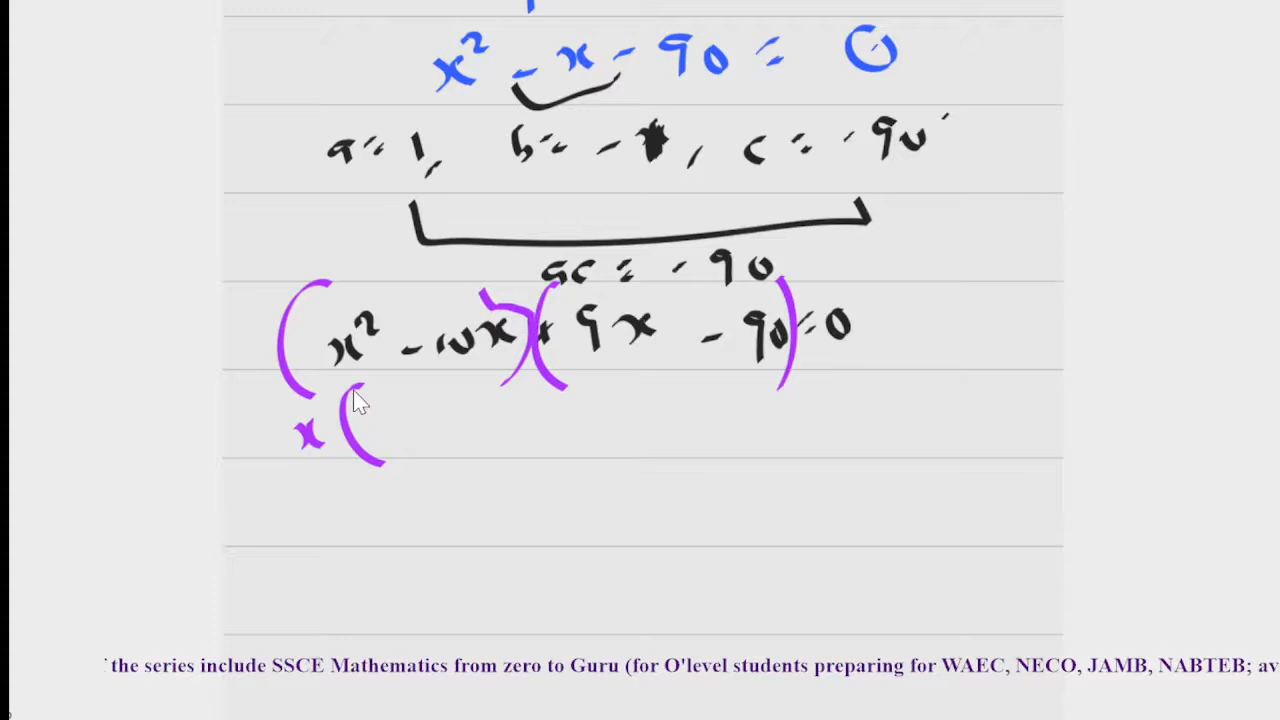 x² - x - 90 = 0
a = 1, b = -1, c = -90
ac = -90
(x² - 10x) + (9x - 90) = 0
x(
the series include SSCE Mathematics from zero to Guru (for O'level students preparing for WAEC, NECO, JAMB, NABTEB; av